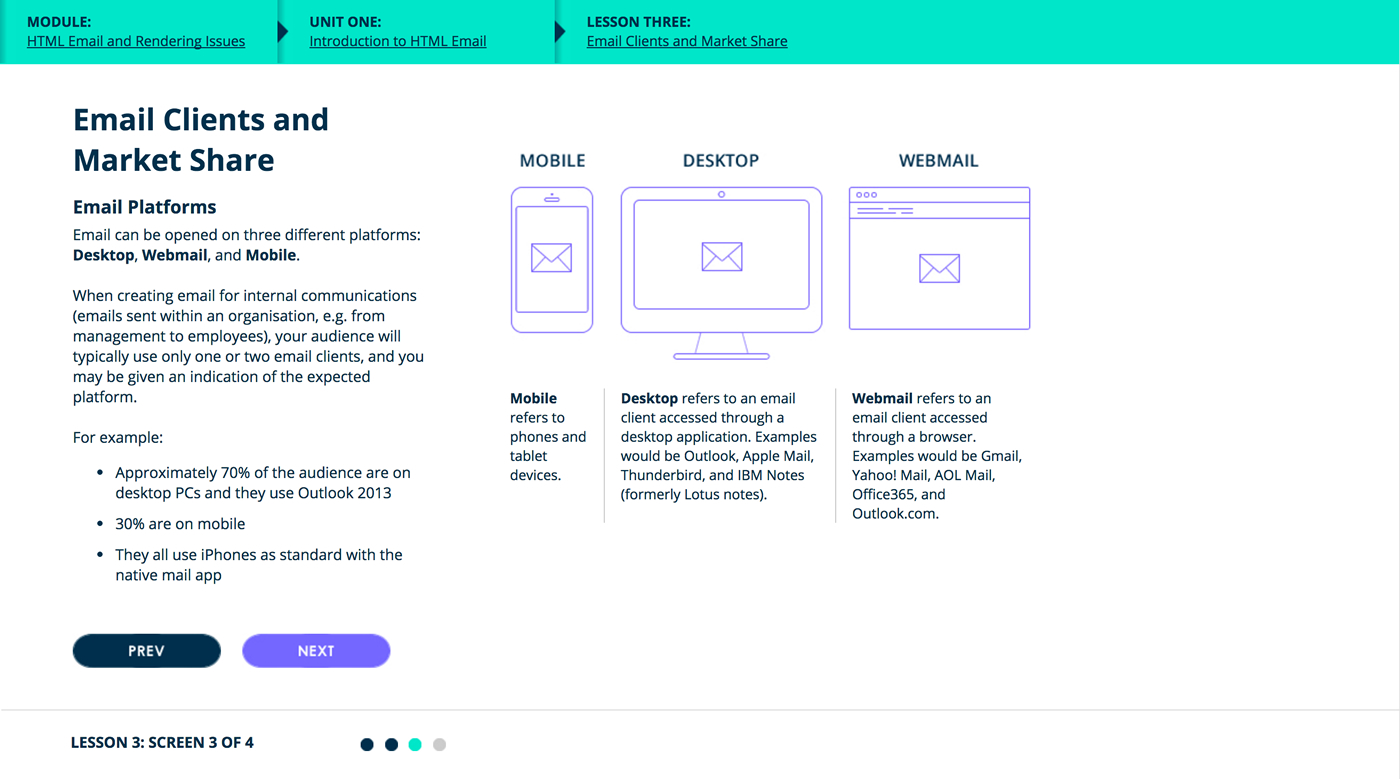 MODULE:
HTML Email and Rendering Issues
UNIT ONE:
Introduction to HTML Email
LESSON THREE:
Email Clients and Market Share
Email Clients and
Market Share
Email Platforms
Email can be opened on three different platforms:
Desktop, Webmail, and Mobile.
When creating email for internal communications
(emails sent within an organisation, e.g. from
management to employees), your audience will
typically use only one or two email clients, and you
may be given an indication of the expected
platform.
For example:
• Approximately 70% of the audience are on
desktop PCs and they use Outlook 2013
• 30% are on mobile
• They all use iPhones as standard with the
native mail app
PREV
NEXT
MOBILE
DESKTOP
WEBMAIL
Mobile
refers to
phones and
tablet
devices.
Desktop refers to an email
client accessed through a
desktop application. Examples
would be Outlook, Apple Mail,
Thunderbird, and IBM Notes
(formerly Lotus notes).
Webmail refers to an
email client accessed
through a browser.
Examples would be Gmail,
Yahoo! Mail, AOL Mail,
Office365, and
Outlook.com.
LESSON 3: SCREEN 3 OF 4